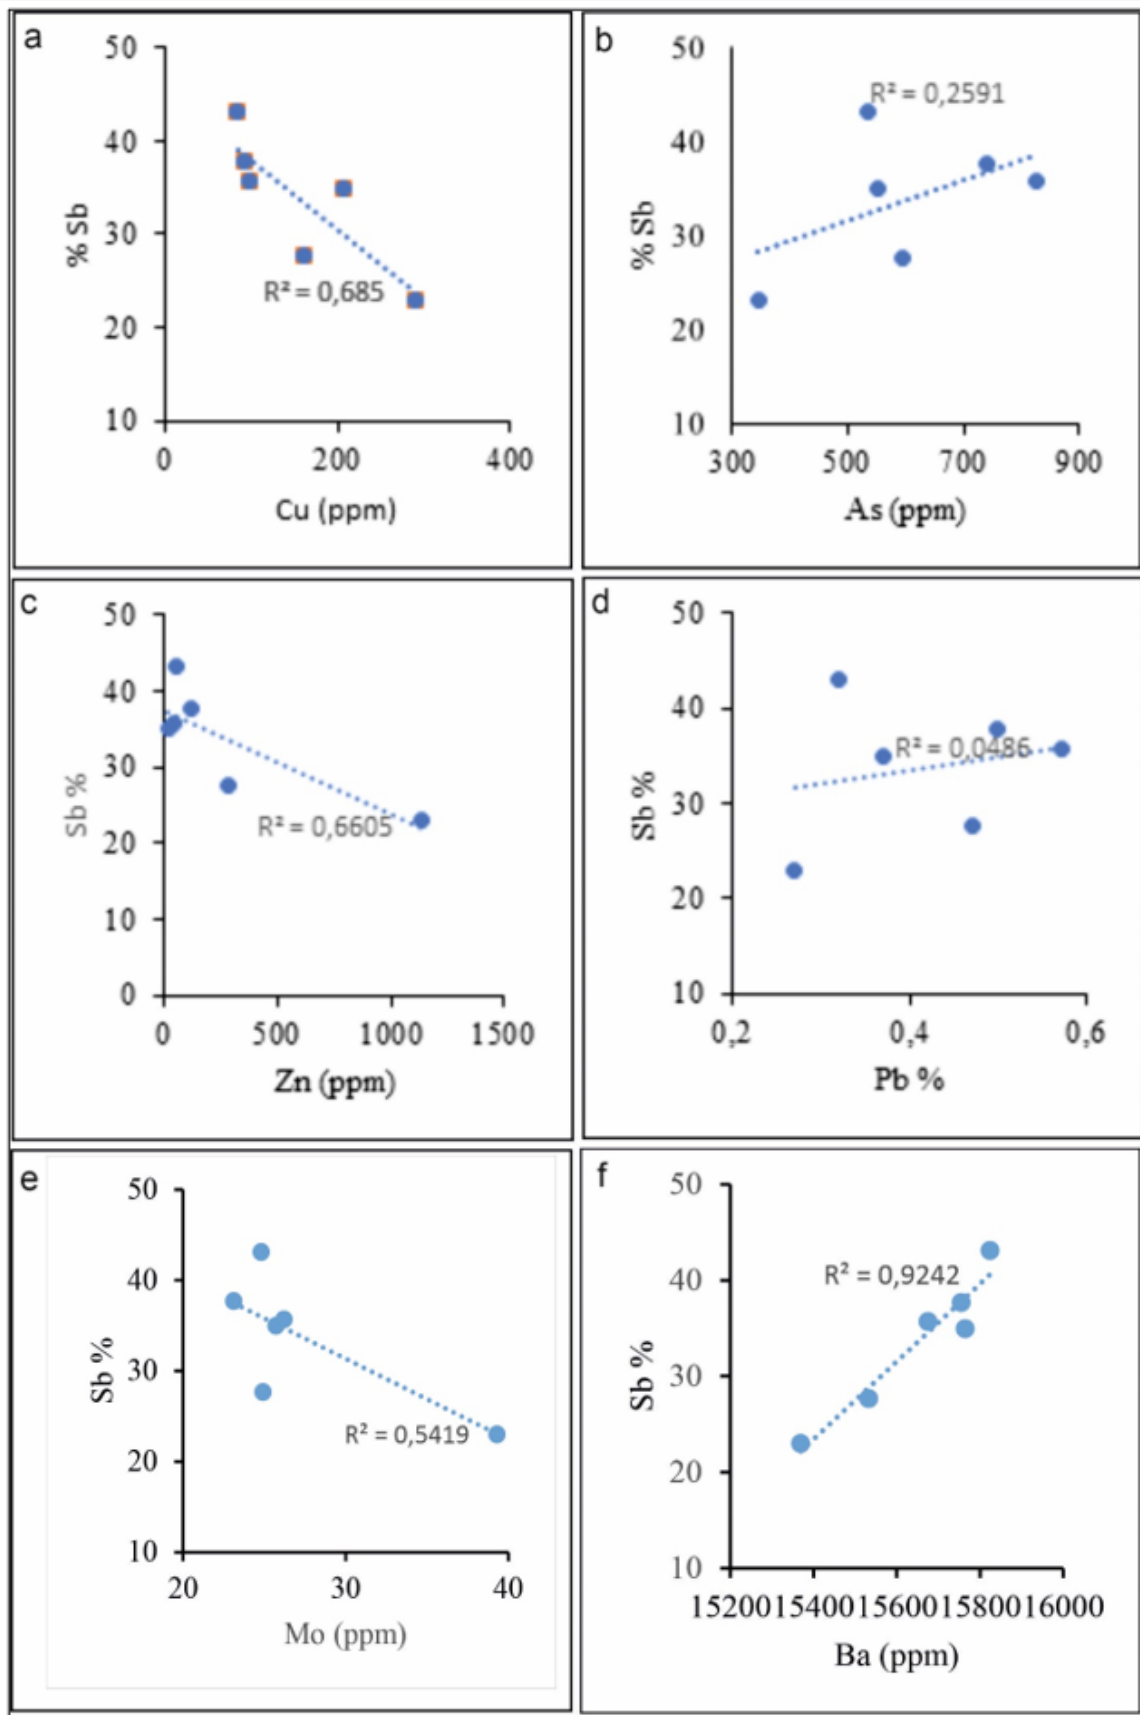 a
50
40
30
20
10
% Sb
R² = 0,685
0 200 400
Cu (ppm)
b
50
40
30
20
10
% Sb
R² = 0,2591
300 500 700 900
As (ppm)
c
50
40
30
20
10
0
Sb %
R² = 0,6605
0 500 1000 1500
Zn (ppm)
d
50
40
30
20
10
Sb %
R² = 0,0486
0,2 0,4 0,6
Pb %
e
50
40
30
20
10
Sb %
R² = 0,5419
20 30 40
Mo (ppm)
f
50
40
30
20
10
Sb %
R² = 0,9242
15200 15400 15600 15800 16000
Ba (ppm)